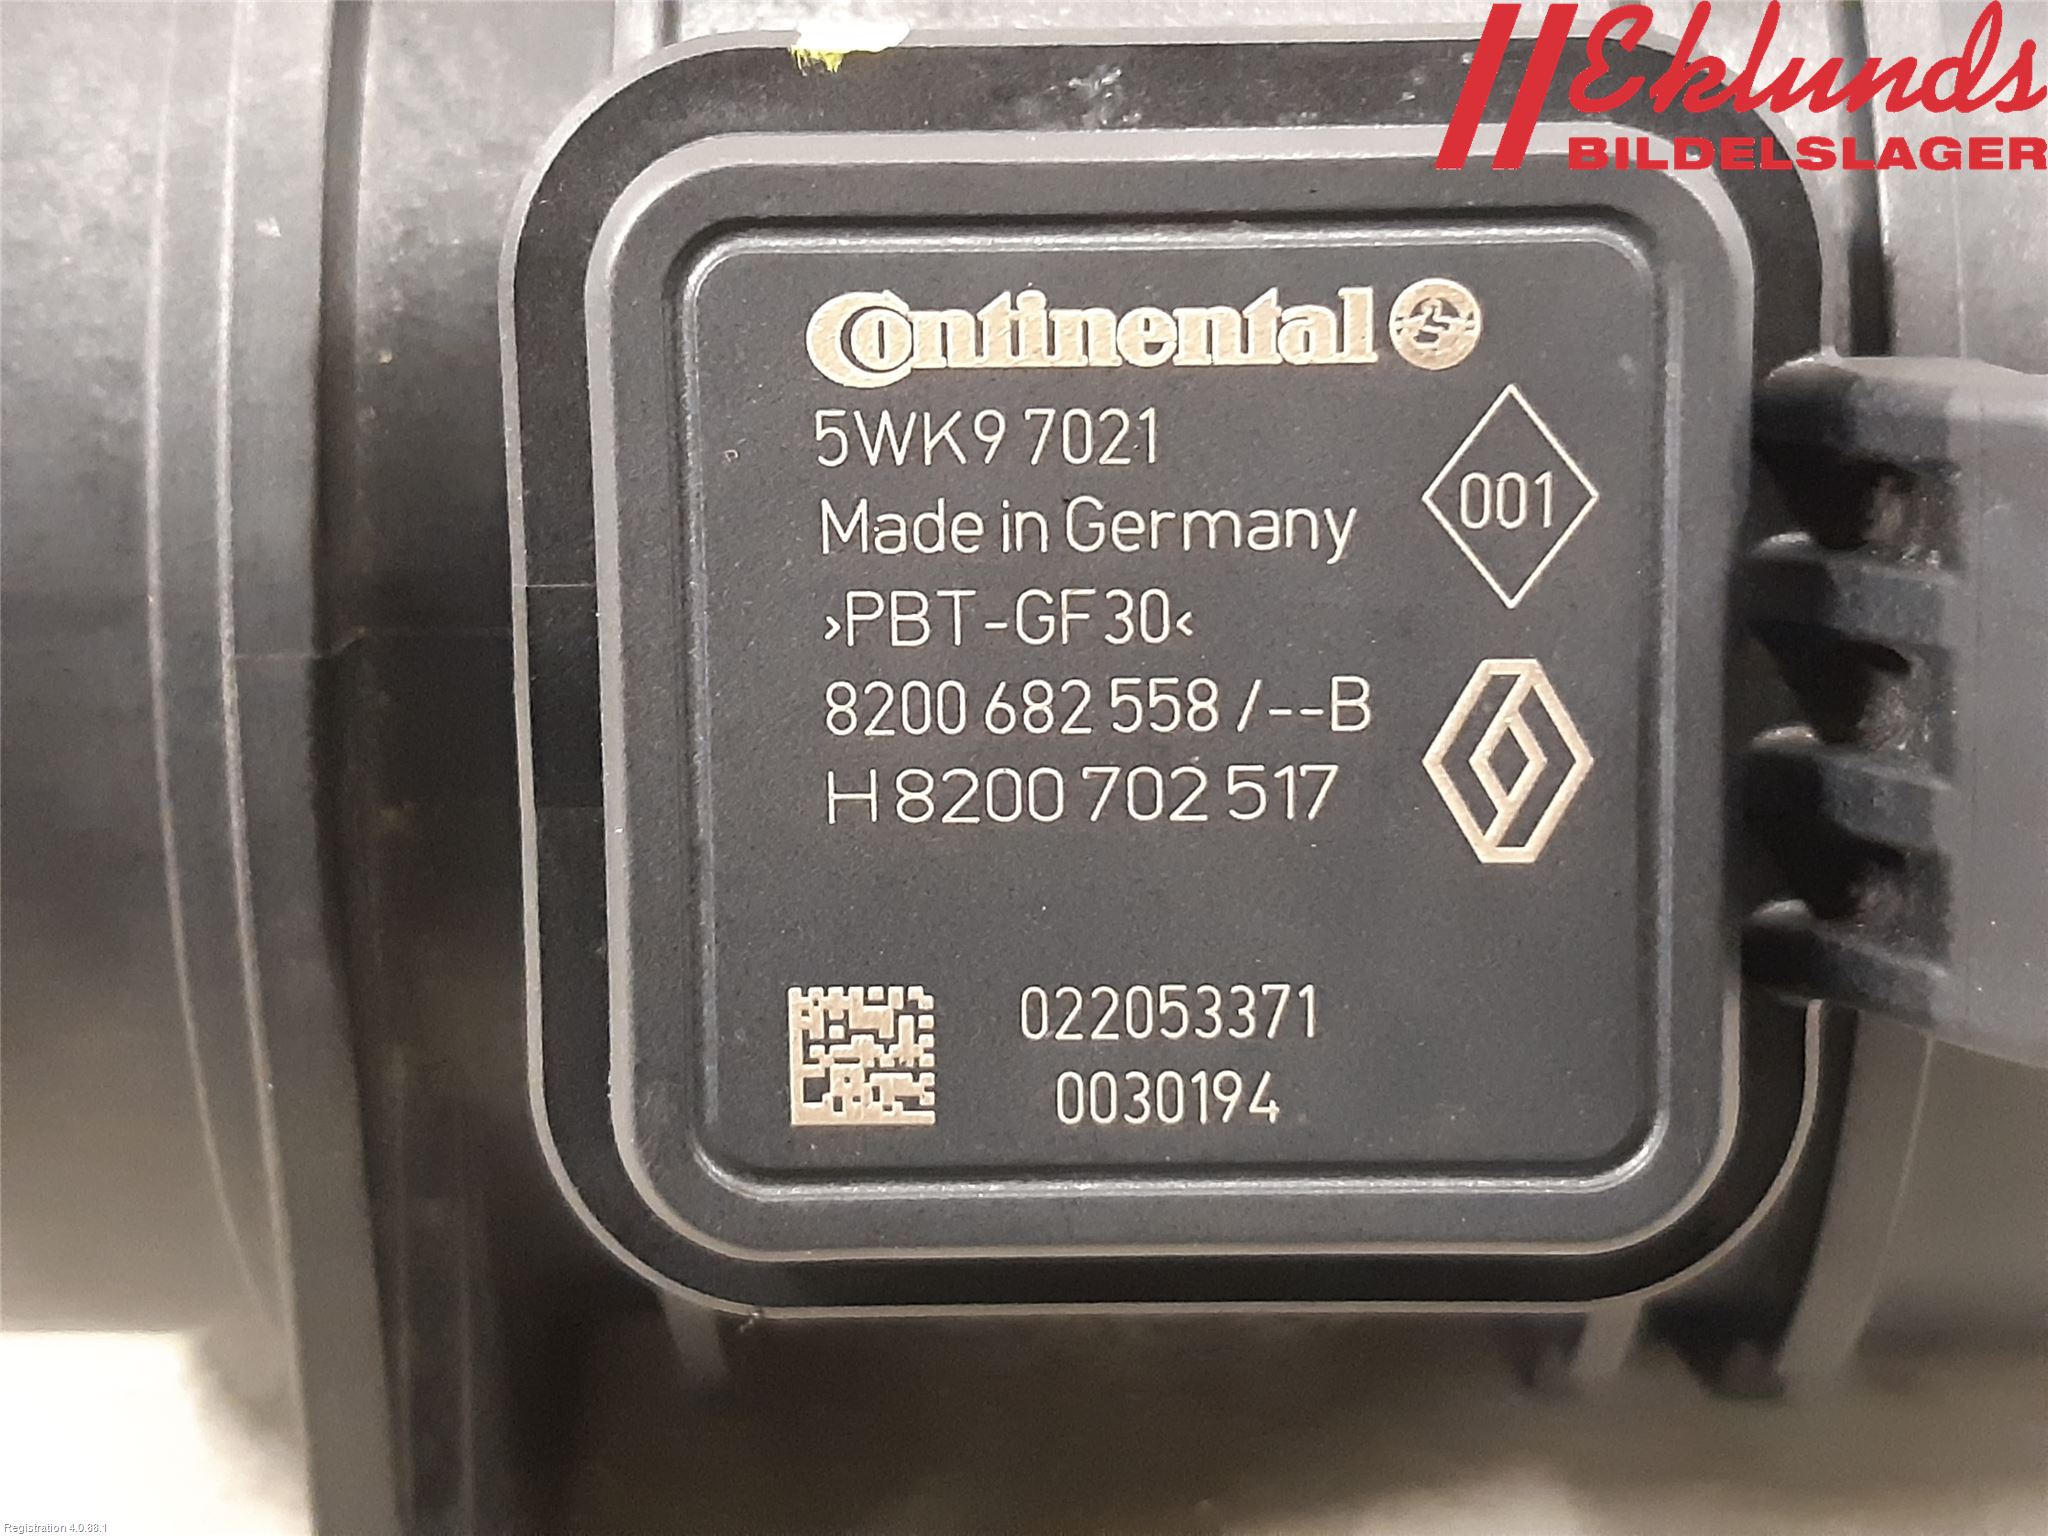 Eklunds
BILDELSLAGER
Continental
5WK9 7021
Made in Germany
001
>PBT-GF30<
8200 682 558 /--B
H8200 702 517
022053371
0030194
Registration 4.0.88.1